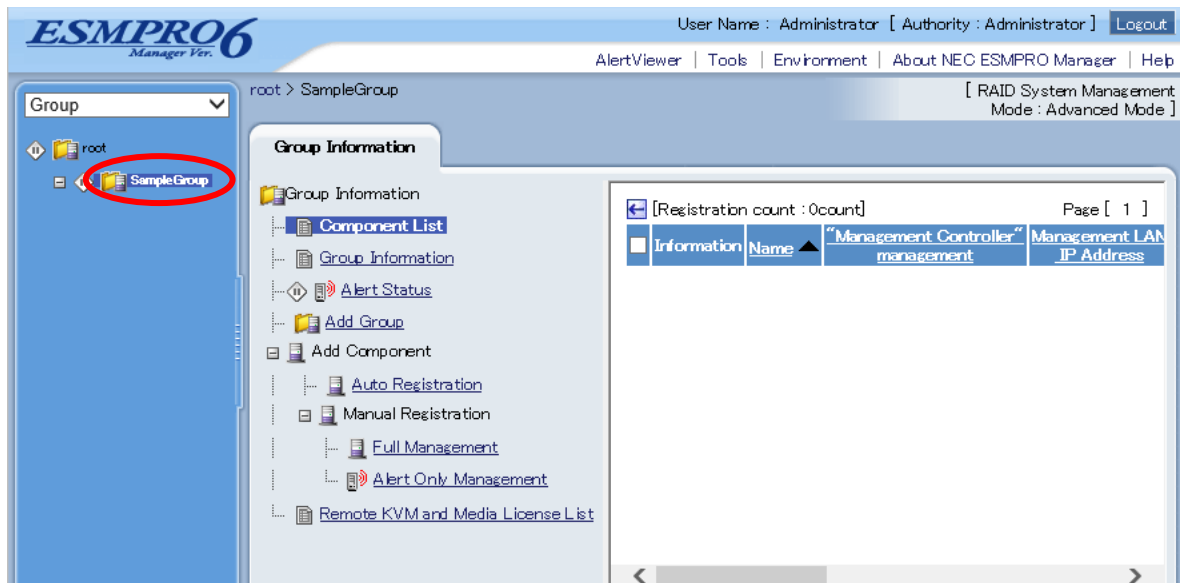 ESMPRO6
Manager Ver.
User Name : Administrator [ Authority : Administrator ] Logout
AlertViewer | Tools | Environment | About NEC ESMPRO Manager | Help
Group
root
SampleGroup
root > SampleGroup
[ RAID System Management
Mode : Advanced Mode ]
Group Information
Group Information
Component List
Group Information
Alert Status
Add Group
Add Component
Auto Registration
Manual Registration
Full Management
Alert Only Management
Remote KVM and Media License List
[Registration count : 0count] Page [ 1 ]
Information Name "Management Controller" Management LAN
management IP Address